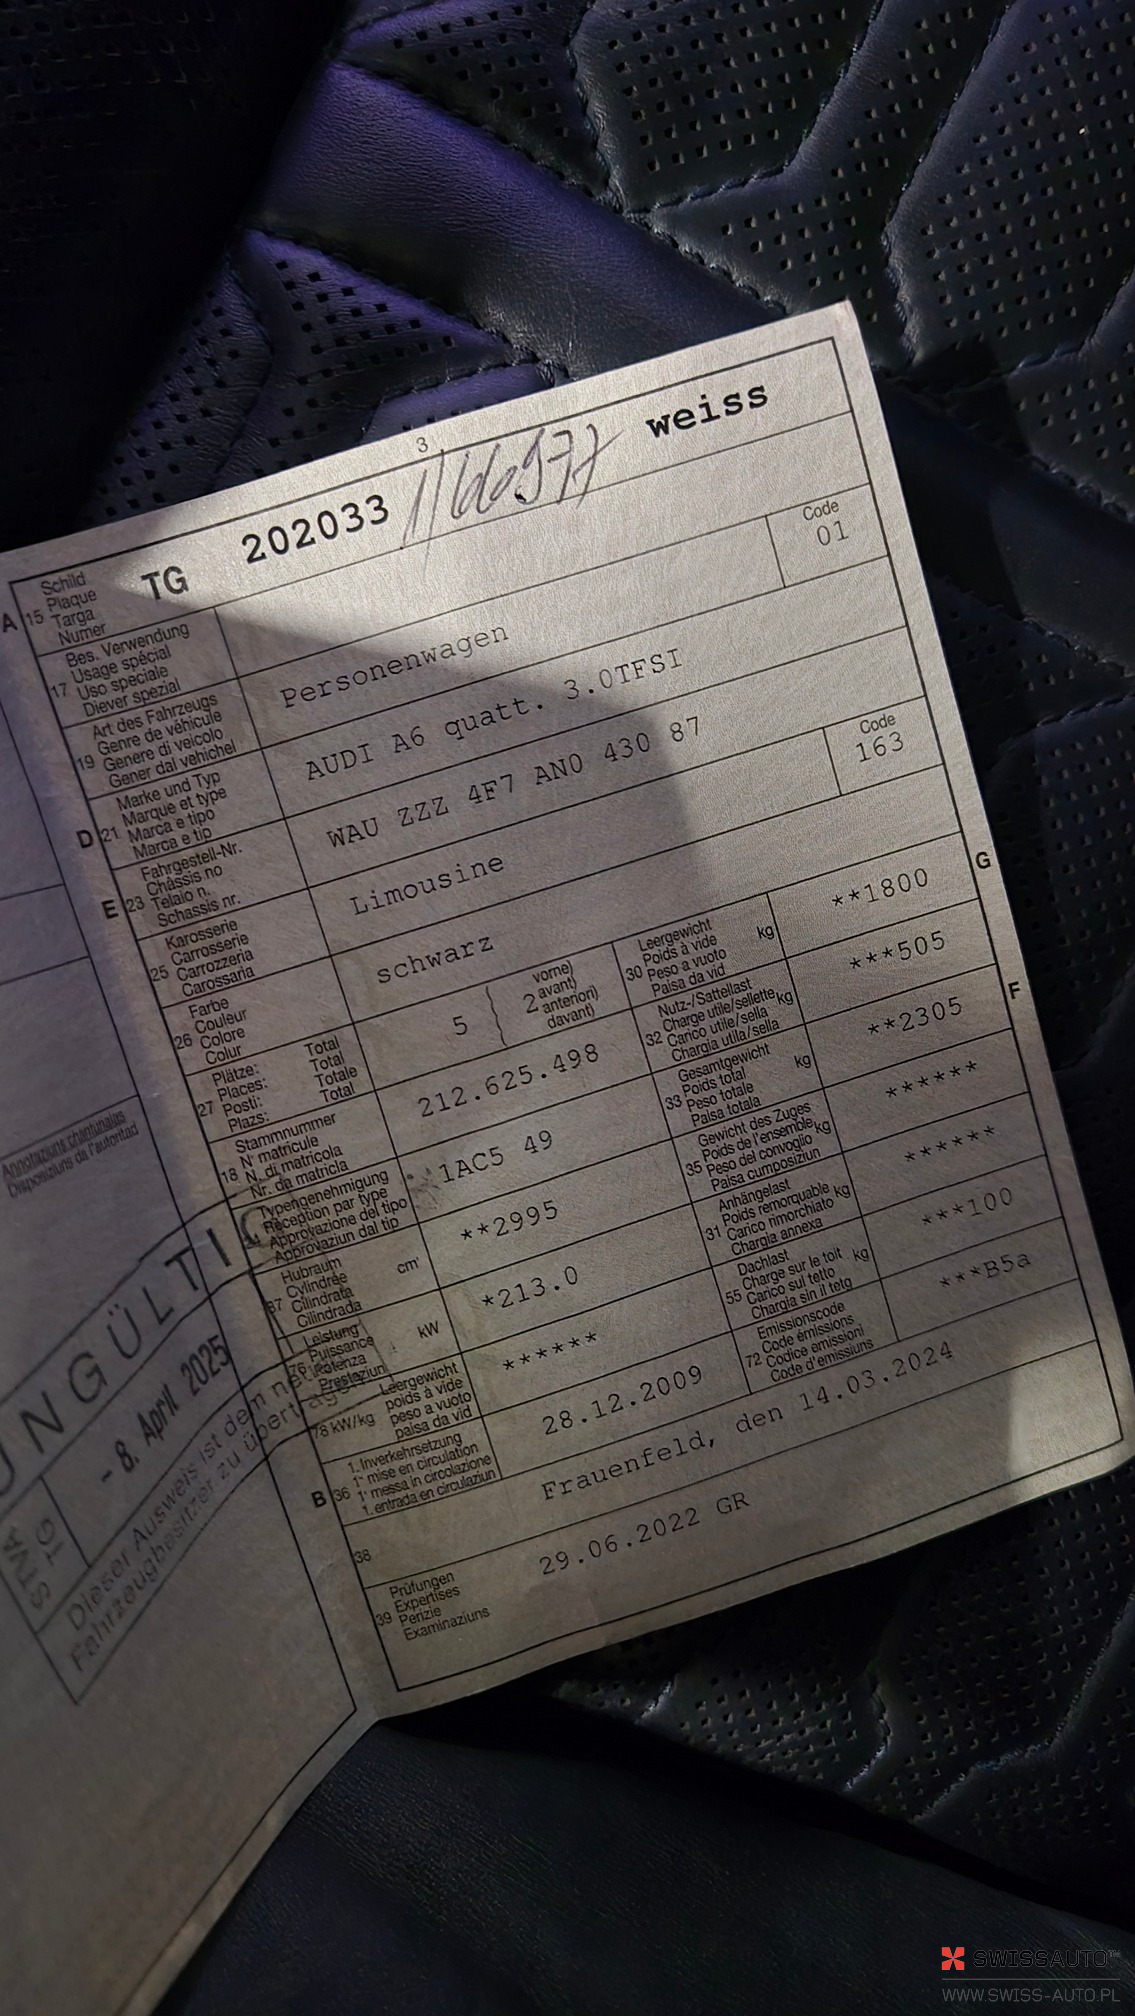 3
A 15 Schild
Plaque
Targa
Numer
TG 202033 weiss
17 Bes. Verwendung
Usage spécial
Uso speciale
Diever spezial
19 Art des Fahrzeugs
Genre de véhicule
Genere di veicolo
Gener dal vehichel
Personenwagen
Code
01
D 21 Marke und Typ
Marque et type
Marca e tipo
Marca e tip
AUDI A6 quatt. 3.0TFSI
E 23 Fahrgestell-Nr.
Châssis no
Telaio n.
Schassis nr.
WAU ZZZ 4F7 AN0 430 87
25 Karosserie
Carrosserie
Carrozzeria
Carossaria
Limousine
Code
163
26 Farbe
Couleur
Colore
Colur
schwarz
27 Plätze: Total
Places: Total
Posti: Totale
Plazs: Total
5 { 2 vorne)
avant)
anteriori)
davant)
18 Stammnummer
N° matricule
N. di matricola
Nr. da matricla
212.625.498
24 Typengenehmigung
Réception par type
Approvazione del tipo
Approvaziun dal tip
1AC5 49
37 Hubraum
Cylindrée
Cilindrata
Cilindrada
cm³
**2995
76 Leistung
Puissance
Potenza
Prestaziun
kW
*213.0
78 kW/kg Leergewicht
poids à vide
peso a vuoto
paisa da vid
******
B 36 1. Inverkehrsetzung
1ʳᵉ mise en circulation
1ª messa in circolazione
1. entrada en circulaziun
28.12.2009
G
30 Leergewicht
Poids à vide
Peso a vuoto
Paisa da vid
kg
**1800
32 Nutz-/Sattellast
Charge utile/sellette
Carico utile/sella
Chargia utila/sella
kg
***505
F
33 Gesamtgewicht
Poids total
Peso totale
Paisa totala
kg
**2305
35 Gewicht des Zuges
Poids de l'ensemble
Peso del convoglio
Paisa cumposiziun
kg
******
31 Anhängelast
Poids remorquable
Carico rimorchiato
Chargia annexa
kg
******
55 Dachlast
Charge sur le toit
Carico sul tetto
Chargia sin il tetg
kg
***100
72 Emissionscode
Code émissions
Codice emissioni
Code d'emissiuns
***B5a
38
Frauenfeld, den 14.03.2024
39 Prüfungen
Expertises
Perizie
Examinaziuns
29.06.2022 GR
Annotaziuns chantunalas
Disposiziuns da l'autoritad
UNGÜLTIG
- 8. April 2025
STVA
TG
Dieser Ausweis ist dem neuen
Fahrzeugbesitzer zu übertragen
SWISSAUTO™
WWW.SWISS-AUTO.PL